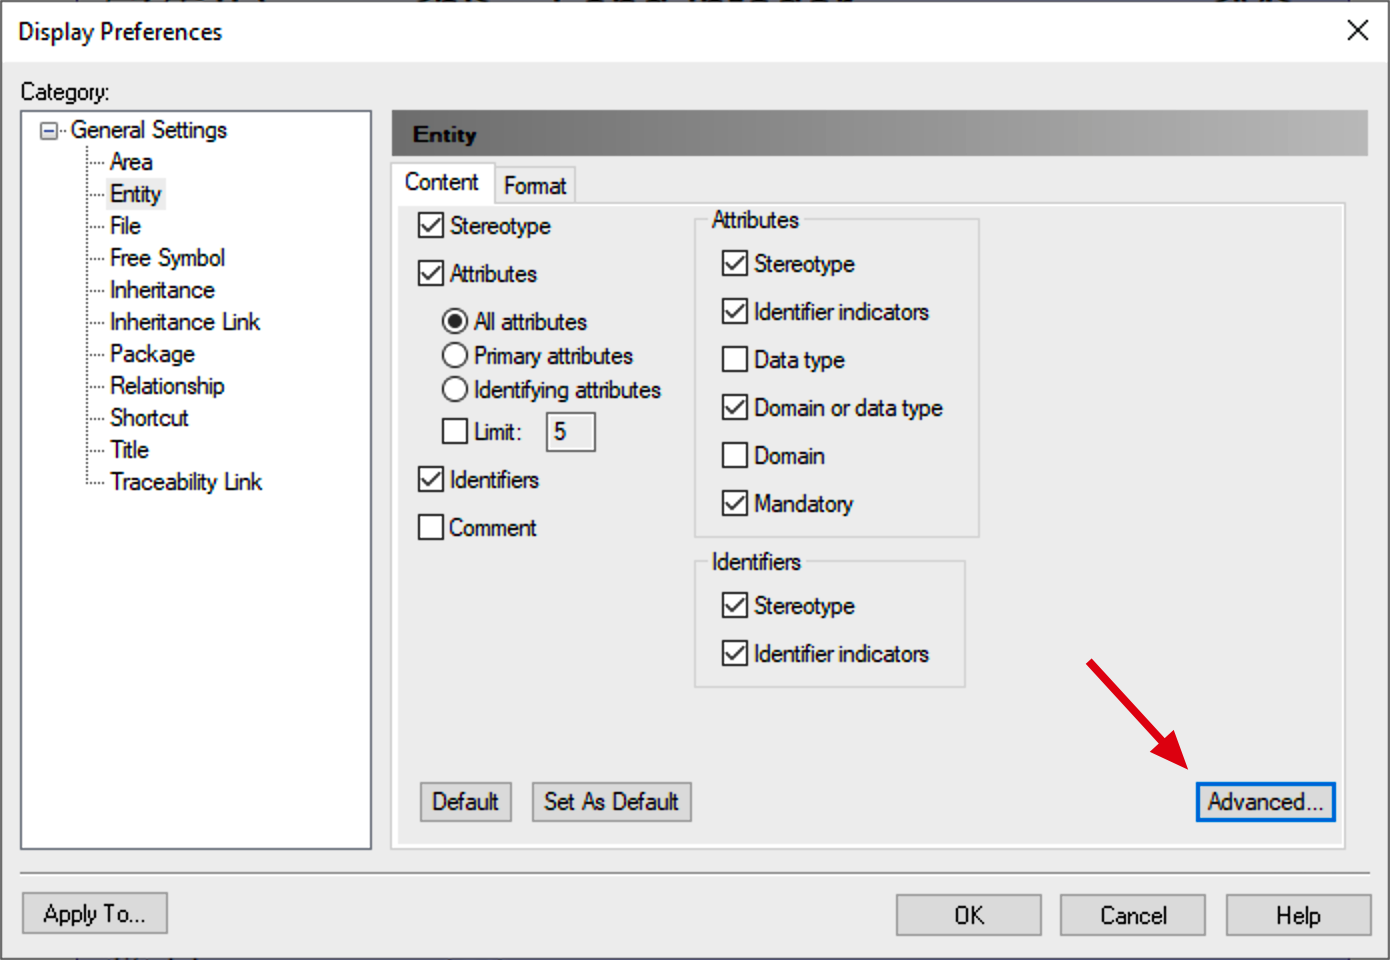 Display Preferences
Category:
General Settings
Area
Entity
File
Free Symbol
Inheritance
Inheritance Link
Package
Relationship
Shortcut
Title
Traceability Link
Entity
Content
Format
Stereotype
Attributes
All attributes
Primary attributes
Identifying attributes
Limit: 5
Identifiers
Comment
Attributes
Stereotype
Identifier indicators
Data type
Domain or data type
Domain
Mandatory
Identifiers
Stereotype
Identifier indicators
Default
Set As Default
Advanced...
Apply To...
OK
Cancel
Help